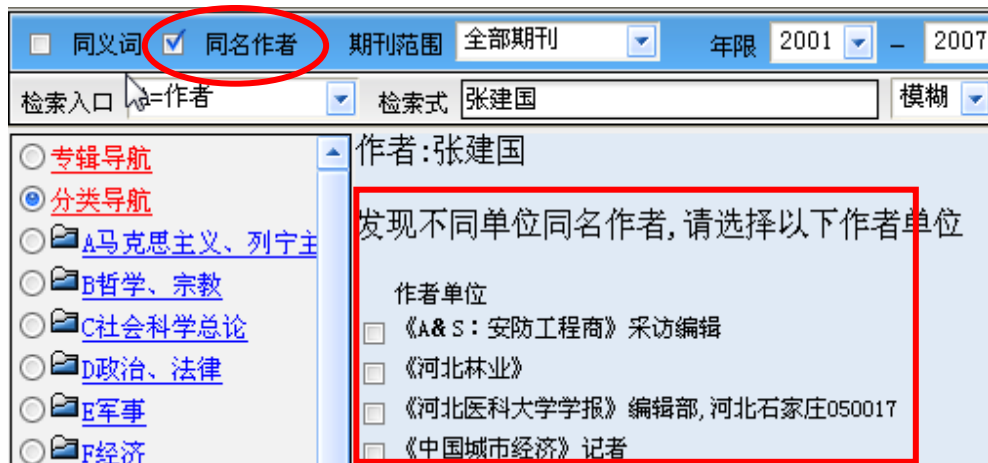 同义词 同名作者 期刊范围 全部期刊 年限 2001 - 2007
检索入口 =作者 检索式 张建国 模糊
专辑导航
分类导航
A马克思主义、列宁主
B哲学、宗教
C社会科学总论
D政治、法律
E军事
F经济
作者:张建国
发现不同单位同名作者,请选择以下作者单位
作者单位
《A&S：安防工程商》采访编辑
《河北林业》
《河北医科大学学报》编辑部,河北石家庄050017
《中国城市经济》记者